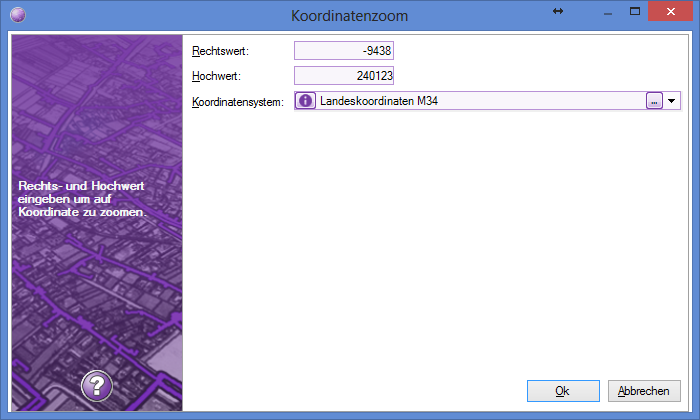 Koordinatenzoom
Rechts- und Hochwert
eingeben um auf
Koordinate zu zoomen.
Rechtswert: -9438
Hochwert: 240123
Koordinatensystem: Landeskoordinaten M34 ...
?
Ok Abbrechen